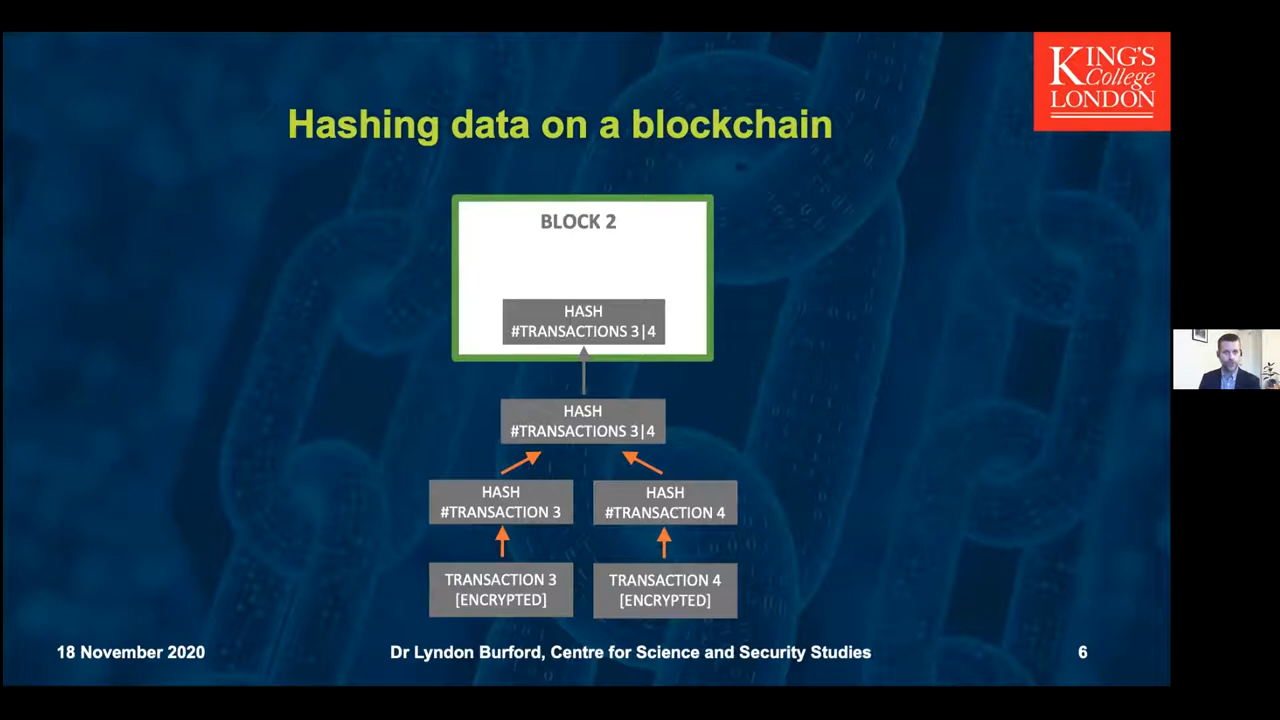 KING'S
College
LONDON
Hashing data on a blockchain
BLOCK 2
HASH
#TRANSACTIONS 3|4
HASH
#TRANSACTIONS 3|4
HASH
#TRANSACTION 3
HASH
#TRANSACTION 4
TRANSACTION 3
[ENCRYPTED]
TRANSACTION 4
[ENCRYPTED]
18 November 2020
Dr Lyndon Burford, Centre for Science and Security Studies
6